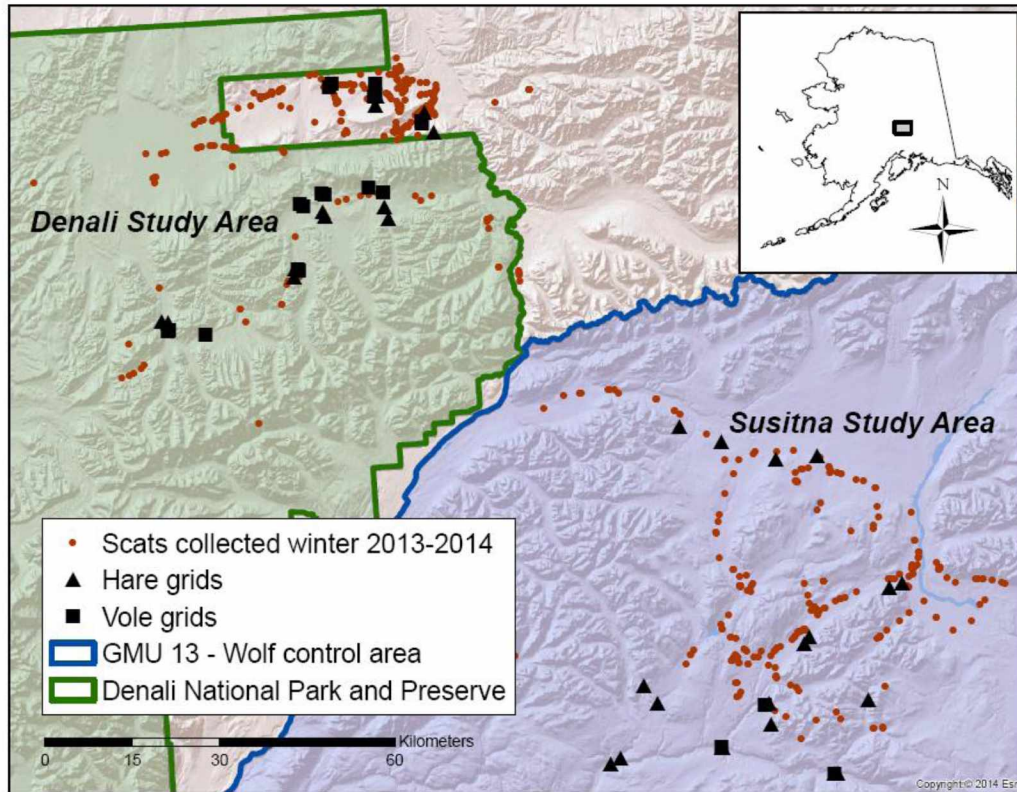 N
Denali Study Area
Susitna Study Area
Scats collected winter 2013-2014
Hare grids
Vole grids
GMU 13 - Wolf control area
Denali National Park and Preserve
Kilometers
0 15 30 60
Copyright:© 2014 Esr